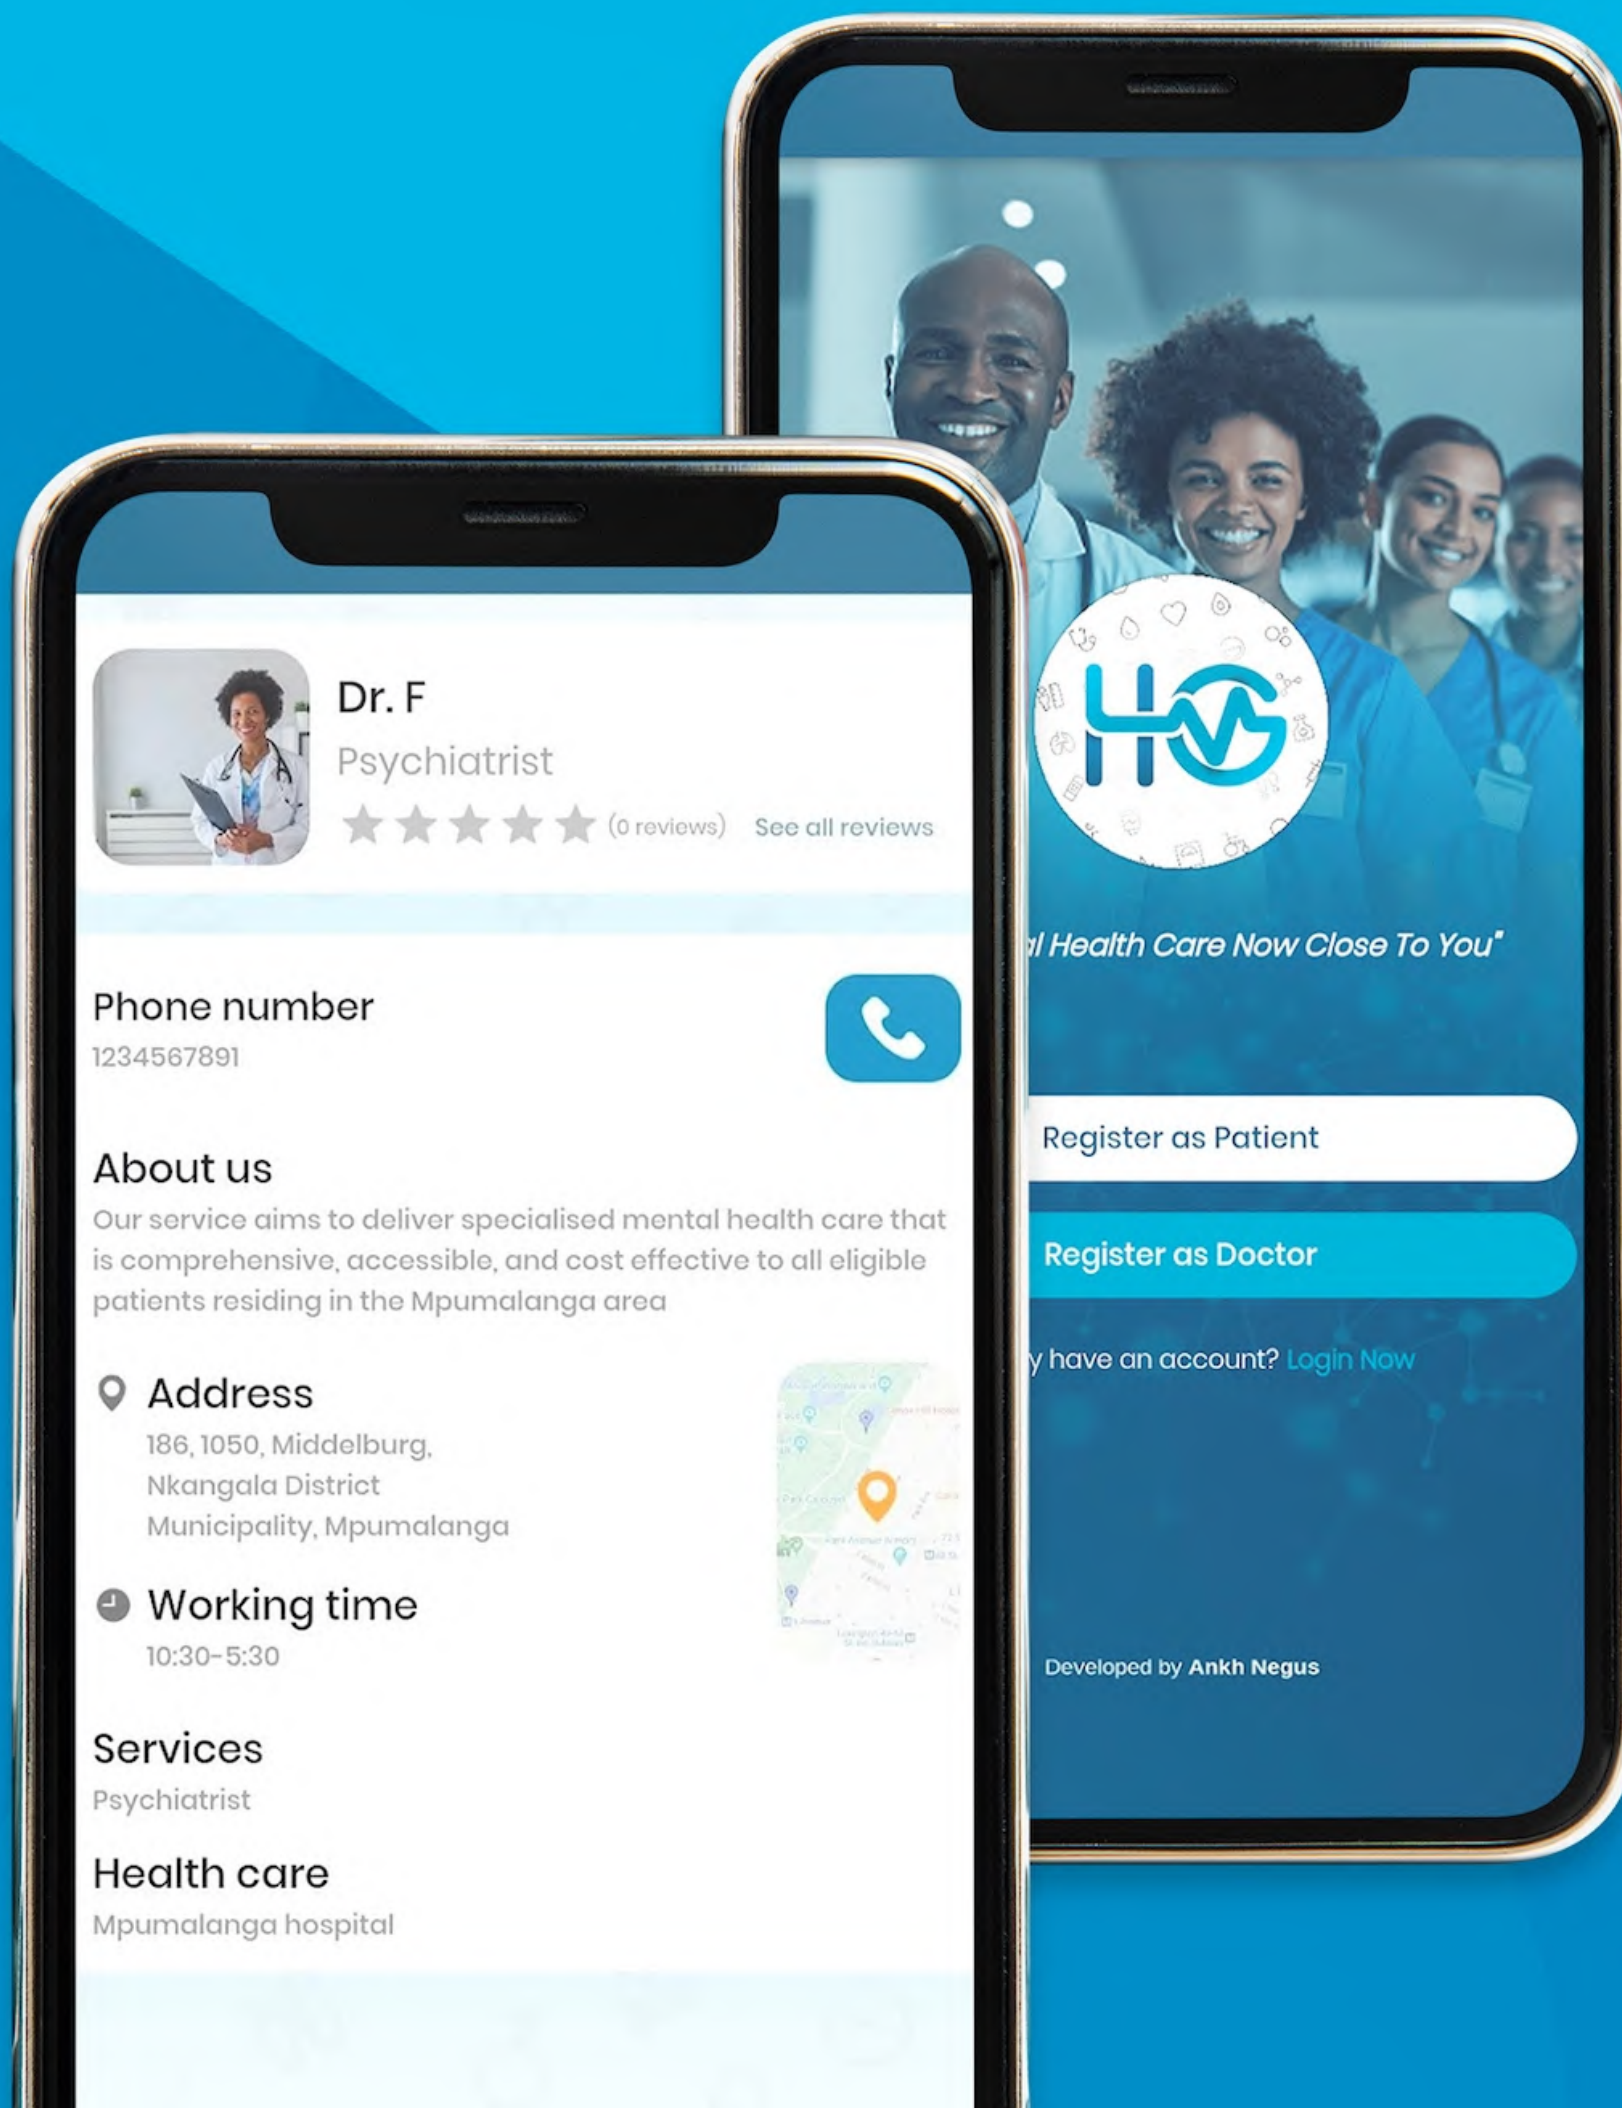 Dr. F
Psychiatrist
(0 reviews) See all reviews
Phone number
1234567891
About us
Our service aims to deliver specialised mental health care that
is comprehensive, accessible, and cost effective to all eligible
patients residing in the Mpumalanga area
Address
186, 1050, Middelburg,
Nkangala District
Municipality, Mpumalanga
Working time
10:30-5:30
Services
Psychiatrist
Health care
Mpumalanga hospital
HG
Health Care Now Close To You"
Register as Patient
Register as Doctor
have an account? Login Now
Developed by Ankh Negus